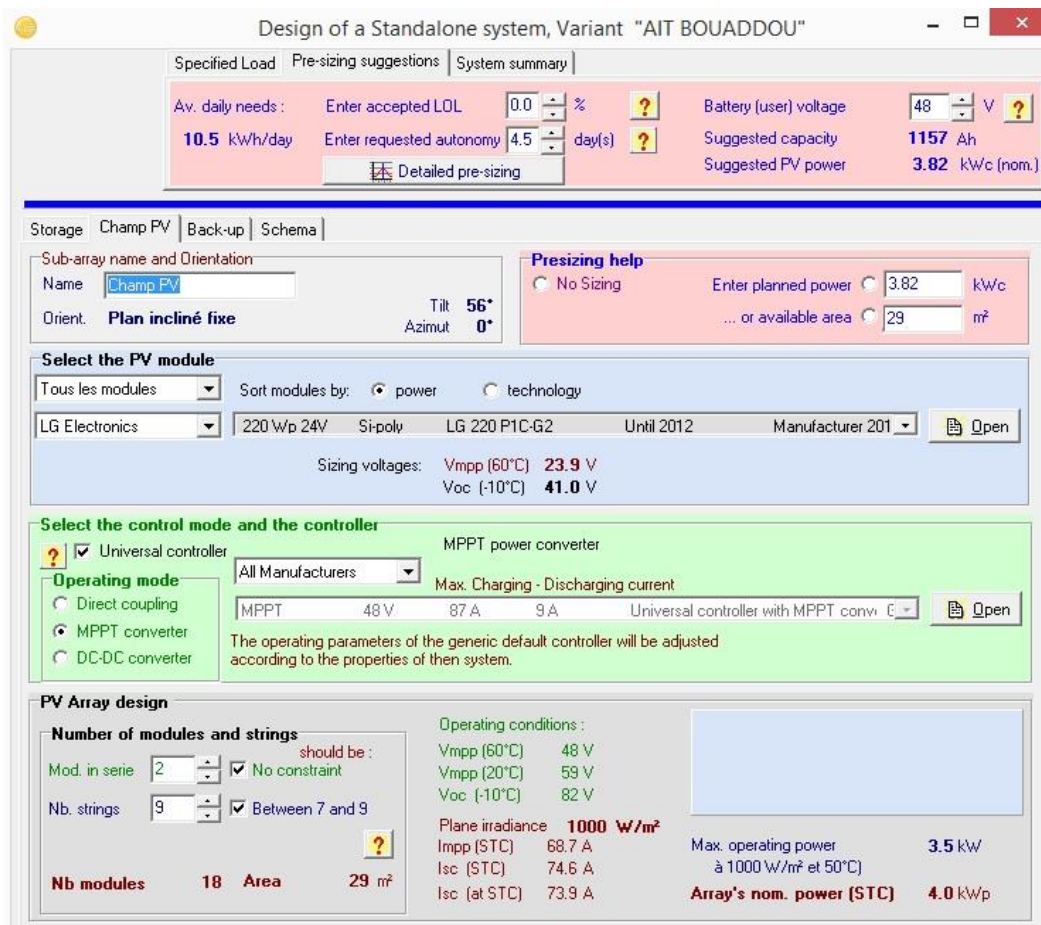 Design of a Standalone system, Variant "AIT BOUADDOU"
Specified Load Pre-sizing suggestions System summary
Av. daily needs : Enter accepted LOL 0.0 % ? Battery (user) voltage 48 V ?
10.5 kWh/day Enter requested autonomy 4.5 day(s) ? Suggested capacity 1157 Ah
Detailed pre-sizing Suggested PV power 3.82 kWc (nom.)
Storage Champ PV Back-up Schema
Sub-array name and Orientation
Name Champ PV
Orient. Plan incliné fixe
Tilt 56°
Azimut 0°
Presizing help
No Sizing Enter planned power 3.82 kWc
... or available area 29 m²
Select the PV module
Tous les modules Sort modules by: power technology
LG Electronics 220 Wp 24V Si-poly LG 220 P1C-G2 Until 2012 Manufacturer 201 Open
Sizing voltages: Vmpp (60°C) 23.9 V
Voc (-10°C) 41.0 V
Select the control mode and the controller
? Universal controller
MPPT power converter
All Manufacturers
Max. Charging - Discharging current
MPPT 48 V 87 A 9 A Universal controller with MPPT conv Open
The operating parameters of the generic default controller will be adjusted
according to the properties of then system.
Operating mode
Direct coupling
MPPT converter
DC-DC converter
PV Array design
Number of modules and strings
should be :
Mod. in serie 2 No constraint
Nb. strings 9 Between 7 and 9
?
Nb modules 18 Area 29 m²
Operating conditions :
Vmpp (60°C) 48 V
Vmpp (20°C) 59 V
Voc (-10°C) 82 V
Plane irradiance 1000 W/m²
Impp (STC) 68.7 A
Isc (STC) 74.6 A
Isc (at STC) 73.9 A
Max. operating power 3.5 kW
à 1000 W/m² et 50°C)
Array's nom. power (STC) 4.0 kWp